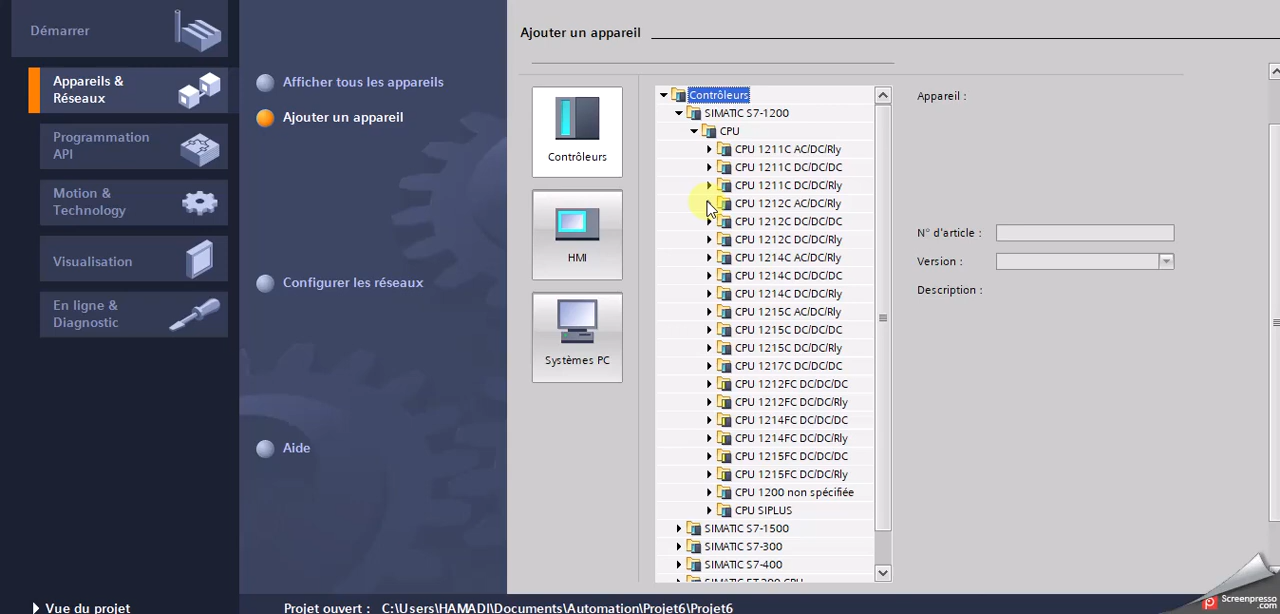 Démarrer
Appareils &
Réseaux
Programmation
API
Motion &
Technology
Visualisation
En ligne &
Diagnostic
Vue du projet
Afficher tous les appareils
Ajouter un appareil
Configurer les réseaux
Aide
Projet ouvert : C:\Users\HAMADI\Documents\Automation\Projet6\Projet6
Ajouter un appareil
Contrôleurs
HMI
Systèmes PC
Contrôleurs
SIMATIC S7-1200
CPU
CPU 1211C AC/DC/Rly
CPU 1211C DC/DC/DC
CPU 1211C DC/DC/Rly
CPU 1212C AC/DC/Rly
CPU 1212C DC/DC/DC
CPU 1212C DC/DC/Rly
CPU 1214C AC/DC/Rly
CPU 1214C DC/DC/DC
CPU 1214C DC/DC/Rly
CPU 1215C AC/DC/Rly
CPU 1215C DC/DC/DC
CPU 1215C DC/DC/Rly
CPU 1217C DC/DC/DC
CPU 1212FC DC/DC/DC
CPU 1212FC DC/DC/Rly
CPU 1214FC DC/DC/DC
CPU 1214FC DC/DC/Rly
CPU 1215FC DC/DC/DC
CPU 1215FC DC/DC/Rly
CPU 1200 non spécifiée
CPU SIPLUS
SIMATIC S7-1500
SIMATIC S7-300
SIMATIC S7-400
SIMATIC ET 200 CPU
Appareil :
N° d'article :
Version :
Description :
Screenpresso
.com